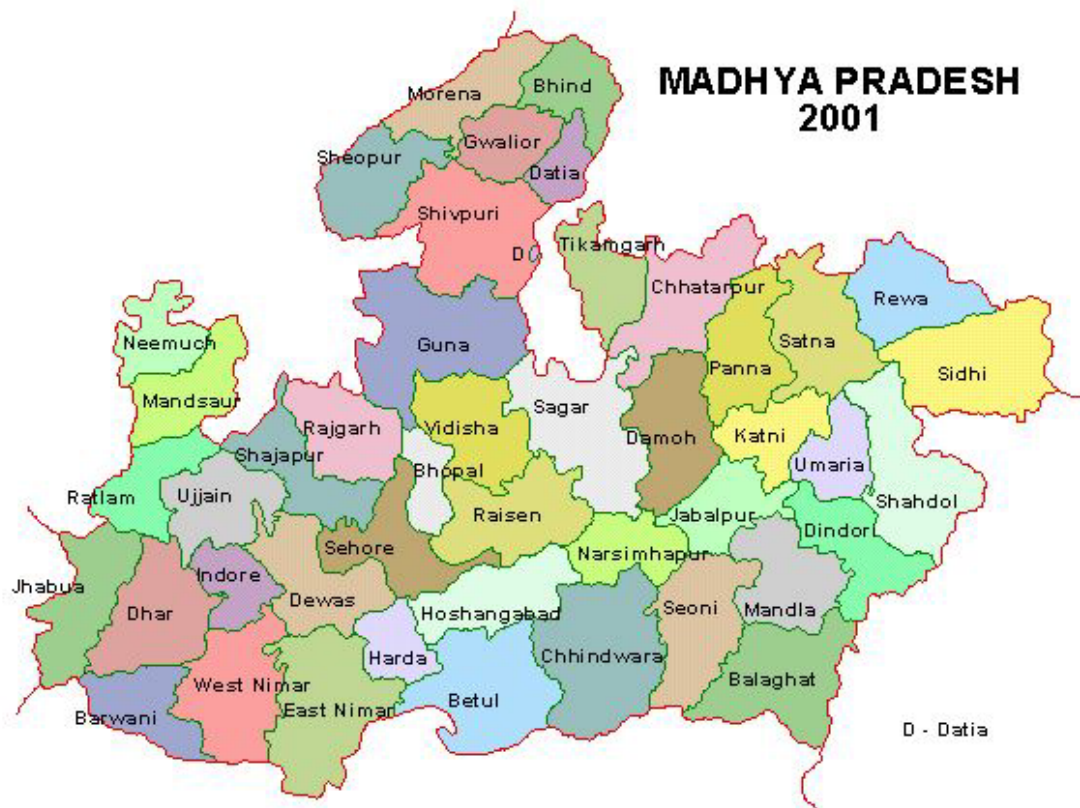 MADHYA PRADESH
2001
Bhind
Morena
Gwalior
Sheopur
Datia
Shivpuri
Tikamgarh
D
Chhatarpur
Rewa
Neemuch
Guna
Satna
Panna
Sidhi
Mandsaur
Sagar
Rajgarh
Vidisha
Damoh
Katni
Shajapur
Bhopal
Umaria
Ratlam
Ujjain
Shahdol
Raisen
Jabalpur
Dindori
Sehore
Narsimhapur
Jhabua
Indore
Dewas
Dhar
Hoshangabad
Seoni
Mandla
Harda
Chhindwara
West Nimar
Balaghat
Barwani
East Nimar
Betul
D - Datia